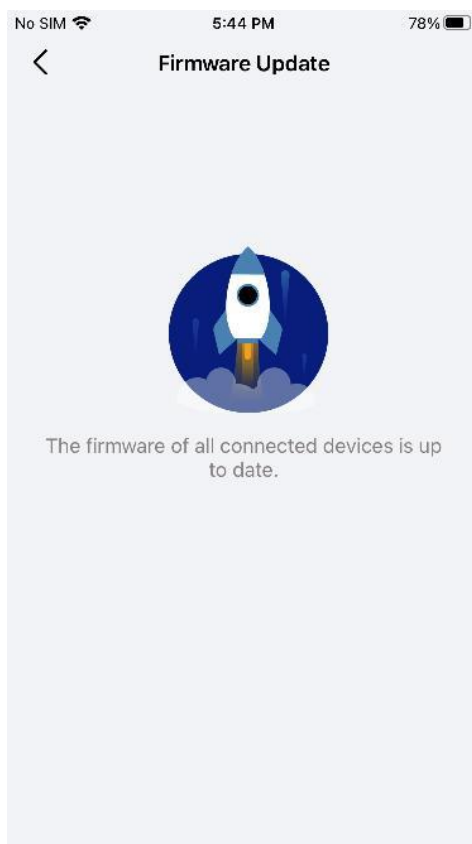 No SIM 5:44 PM 78%
Firmware Update
The firmware of all connected devices is up
to date.